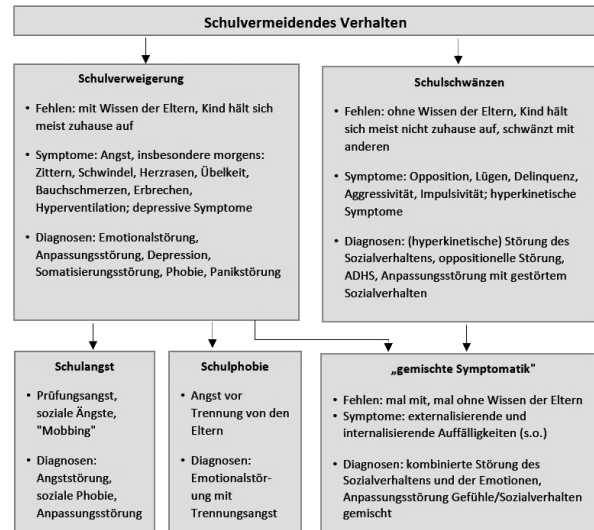 Schulvermeidendes Verhalten
Schulverweigerung
• Fehlen: mit Wissen der Eltern, Kind hält sich
meist zuhause auf
• Symptome: Angst, insbesondere morgens:
Zittern, Schwindel, Herzrasen, Übelkeit,
Bauchschmerzen, Erbrechen,
Hyperventilation; depressive Symptome
• Diagnosen: Emotionalstörung,
Anpassungsstörung, Depression,
Somatisierungsstörung, Phobie, Panikstörung
Schulschwänzen
• Fehlen: ohne Wissen der Eltern, Kind hält
sich meist nicht zuhause auf, schwänzt mit
anderen
• Symptome: Opposition, Lügen, Delinquenz,
Aggressivität, Impulsivität; hyperkinetische
Symptome
• Diagnosen: (hyperkinetische) Störung des
Sozialverhaltens, oppositionelle Störung,
ADHS, Anpassungsstörung mit gestörtem
Sozialverhalten
Schulangst
• Prüfungsangst,
soziale Ängste,
"Mobbing"
• Diagnosen:
Angststörung,
soziale Phobie,
Anpassungsstörung
Schulphobie
• Angst vor
Trennung von den
Eltern
• Diagnosen:
Emotionalstör-
ung mit
Trennungsangst
„gemischte Symptomatik"
• Fehlen: mal mit, mal ohne Wissen der Eltern
• Symptome: externalisierende und
internalisierende Auffälligkeiten (s.o.)
• Diagnosen: kombinierte Störung des
Sozialverhaltens und der Emotionen,
Anpassungsstörung Gefühle/Sozialverhalten
gemischt